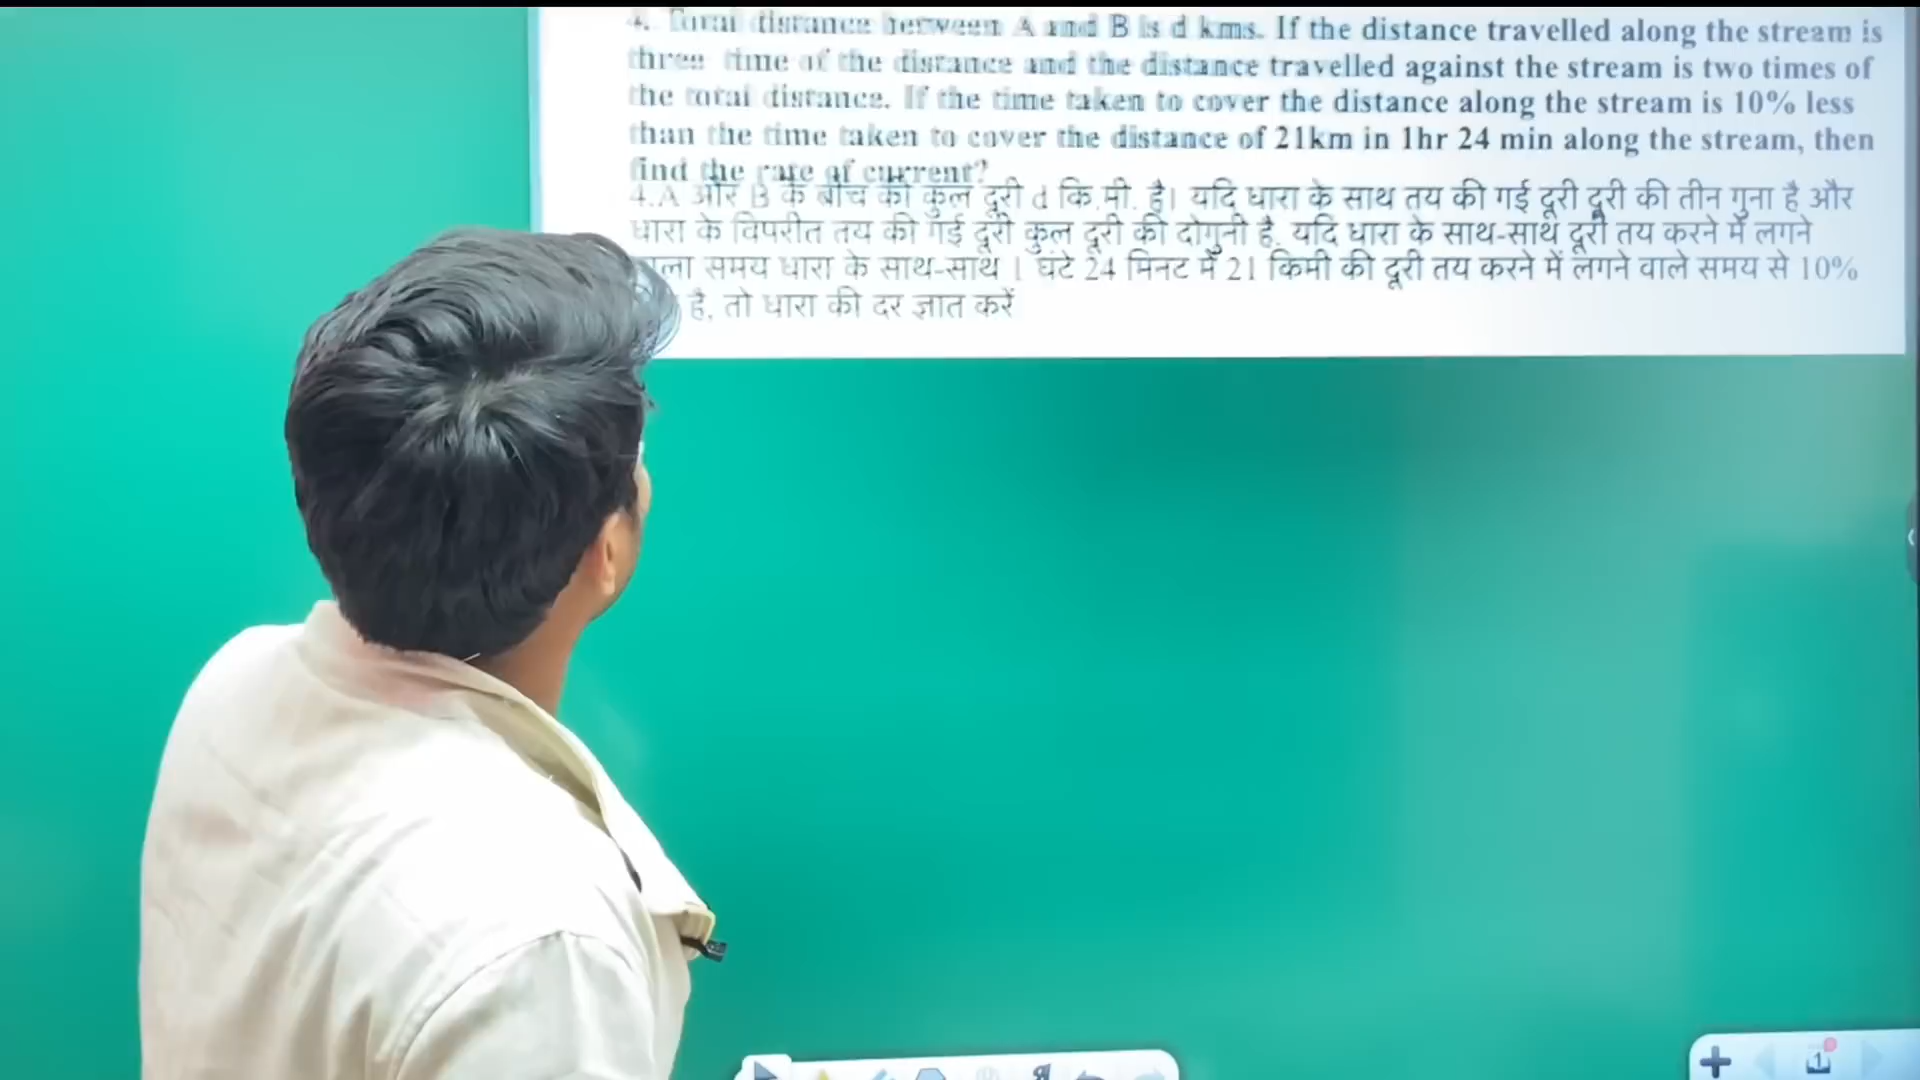 4. Total distance between A and B is d kms. If the distance travelled along the stream is
three time of the distance and the distance travelled against the stream is two times of
the total distance. If the time taken to cover the distance along the stream is 10% less
than the time taken to cover the distance of 21km in 1hr 24 min along the stream, then
find the rate of current?
4.A और B के बीच की कुल दूरी d कि.मी. है। यदि धारा के साथ तय की गई दूरी दूरी की तीन गुना है और
धारा के विपरीत तय की गई दूरी कुल दूरी की दोगुनी है. यदि धारा के साथ-साथ दूरी तय करने में लगने
समय धारा के साथ-साथ 1 घंटे 24 मिनट में 21 किमी की दूरी तय करने में लगने वाले समय से 10%
है, तो धारा की दर ज्ञात करें
1